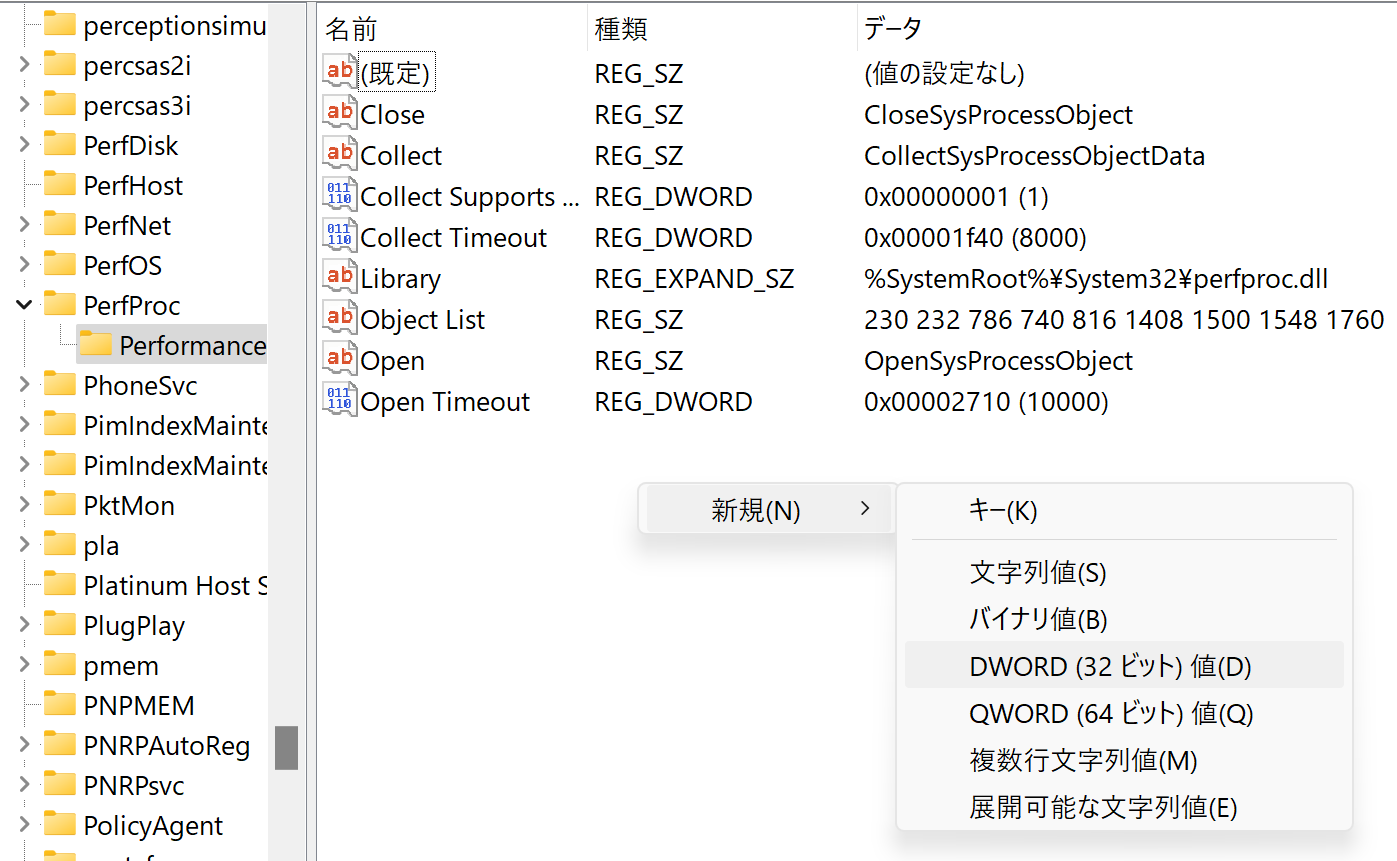 perceptionsimu
percsas2i
percsas3i
PerfDisk
PerfHost
PerfNet
PerfOS
PerfProc
Performance
PhoneSvc
PimIndexMainte
PimIndexMainte
PktMon
pla
Platinum Host S
PlugPlay
pmem
PNPMEM
PNRPAutoReg
PNRPsvc
PolicyAgent
名前 種類 データ
(既定) REG_SZ (値の設定なし)
Close REG_SZ CloseSysProcessObject
Collect REG_SZ CollectSysProcessObjectData
Collect Supports ... REG_DWORD 0x00000001 (1)
Collect Timeout REG_DWORD 0x00001f40 (8000)
Library REG_EXPAND_SZ %SystemRoot%¥System32¥perfproc.dll
Object List REG_SZ 230 232 786 740 816 1408 1500 1548 1760
Open REG_SZ OpenSysProcessObject
Open Timeout REG_DWORD 0x00002710 (10000)
新規(N)
キー(K)
文字列値(S)
バイナリ値(B)
DWORD (32 ビット) 値(D)
QWORD (64 ビット) 値(Q)
複数行文字列値(M)
展開可能な文字列値(E)